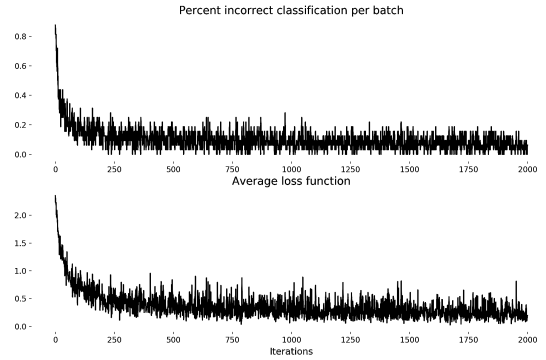 Percent incorrect classification per batch
0.8
0.6
0.4
0.2
0.0
0 250 500 750 1000 1250 1500 1750 2000
Average loss function
2.0
1.5
1.0
0.5
0.0
0 250 500 750 1000 1250 1500 1750 2000
Iterations